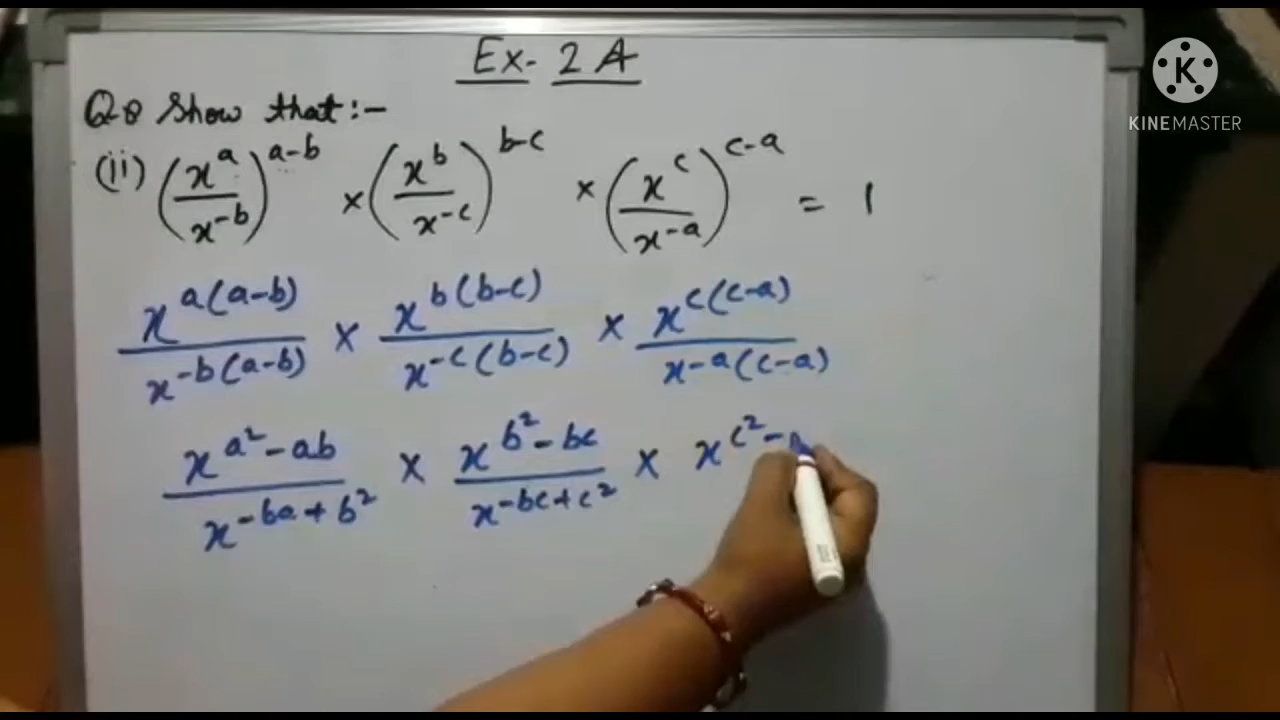 Ex- 2A
Q8 Show that:-
(ii) (x^a/x^-b)^a-b × (x^b/x^-c)^b-c × (x^c/x^-a)^c-a = 1
x^a(a-b)/x^-b(a-b) × x^b(b-c)/x^-c(b-c) × x^c(c-a)/x^-a(c-a)
x^a²-ab/x^-ba+b² × x^b²-bc/x^-bc+c² × x^c²-
K
KINEMASTER